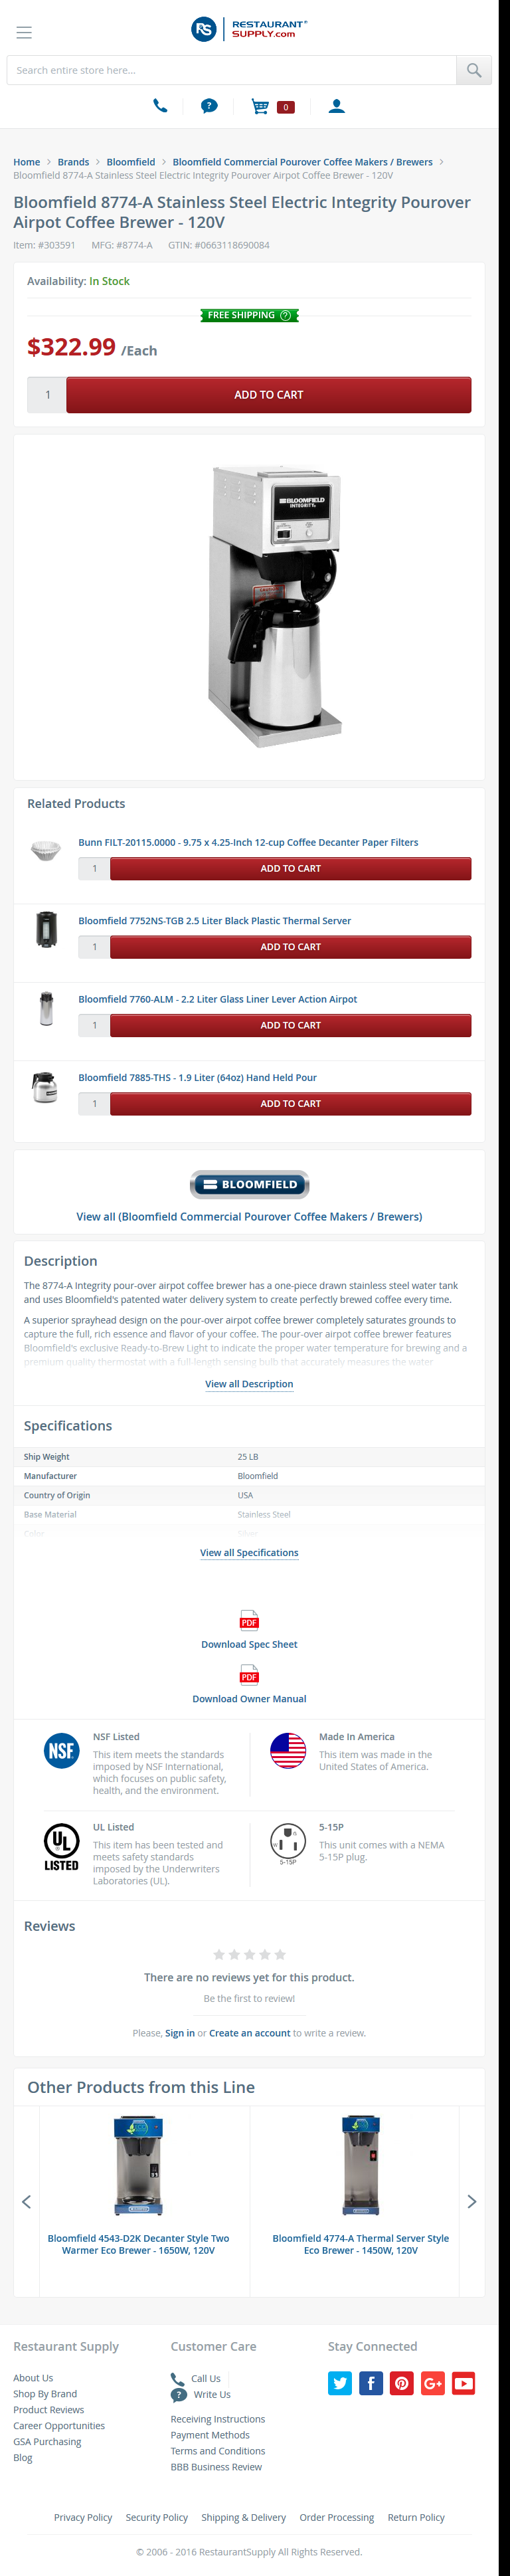 RS RESTAURANT
SUPPLY.com
Search entire store here...
?
0
Home > Brands > Bloomfield > Bloomfield Commercial Pourover Coffee Makers / Brewers >
Bloomfield 8774-A Stainless Steel Electric Integrity Pourover Airpot Coffee Brewer - 120V
Bloomfield 8774-A Stainless Steel Electric Integrity Pourover
Airpot Coffee Brewer - 120V
Item: #303591 MFG: #8774-A GTIN: #0663118690084
Availability: In Stock
FREE SHIPPING ?
$322.99 /Each
1 ADD TO CART
BLOOMFIELD
INTEGRITY
Related Products
Bunn FILT-20115.0000 - 9.75 x 4.25-Inch 12-cup Coffee Decanter Paper Filters
1 ADD TO CART
Bloomfield 7752NS-TGB 2.5 Liter Black Plastic Thermal Server
1 ADD TO CART
Bloomfield 7760-ALM - 2.2 Liter Glass Liner Lever Action Airpot
1 ADD TO CART
Bloomfield 7885-THS - 1.9 Liter (64oz) Hand Held Pour
1 ADD TO CART
BLOOMFIELD
View all (Bloomfield Commercial Pourover Coffee Makers / Brewers)
Description
The 8774-A Integrity pour-over airpot coffee brewer has a one-piece drawn stainless steel water tank
and uses Bloomfield's patented water delivery system to create perfectly brewed coffee every time.
A superior sprayhead design on the pour-over airpot coffee brewer completely saturates grounds to
capture the full, rich essence and flavor of your coffee. The pour-over airpot coffee brewer features
Bloomfield's exclusive Ready-to-Brew Light to indicate the proper water temperature for brewing and a
premium quality thermostat with a full-length sensing bulb that accurately measures the water
View all Description
Specifications
Ship Weight 25 LB
Manufacturer Bloomfield
Country of Origin USA
Base Material Stainless Steel
Color Silver
View all Specifications
PDF
Download Spec Sheet
PDF
Download Owner Manual
NSF
NSF Listed
This item meets the standards
imposed by NSF International,
which focuses on public safety,
health, and the environment.
Made In America
This item was made in the
United States of America.
UL
LISTED
UL Listed
This item has been tested and
meets safety standards
imposed by the Underwriters
Laboratories (UL).
5-15P
5-15P
This unit comes with a NEMA
5-15P plug.
Reviews
There are no reviews yet for this product.
Be the first to review!
Please, Sign in or Create an account to write a review.
Other Products from this Line
Bloomfield 4543-D2K Decanter Style Two
Warmer Eco Brewer - 1650W, 120V
Bloomfield 4774-A Thermal Server Style
Eco Brewer - 1450W, 120V
Restaurant Supply
About Us
Shop By Brand
Product Reviews
Career Opportunities
GSA Purchasing
Blog
Customer Care
Call Us
? Write Us
Receiving Instructions
Payment Methods
Terms and Conditions
BBB Business Review
Stay Connected
f G+
Privacy Policy Security Policy Shipping & Delivery Order Processing Return Policy
© 2006 - 2016 RestaurantSupply All Rights Reserved.